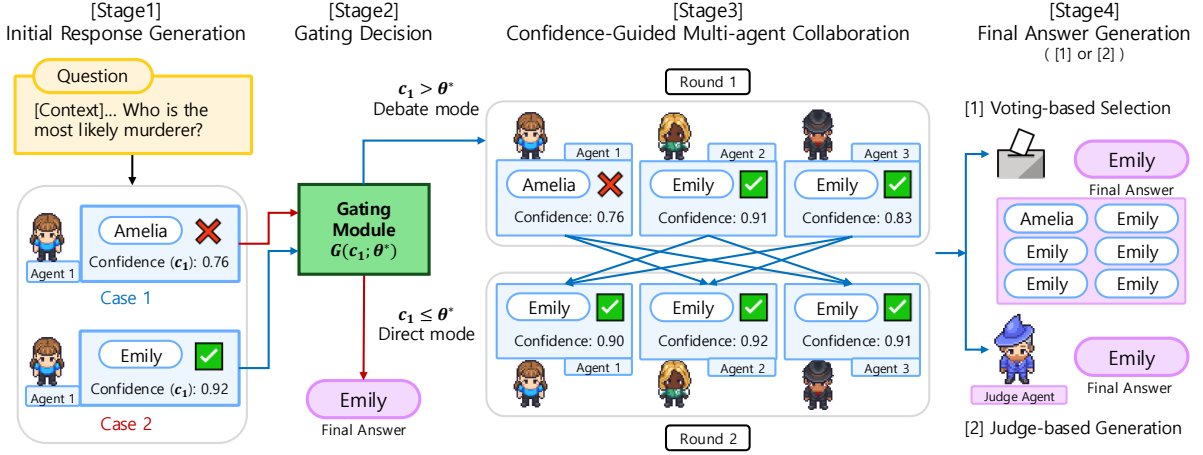 [Stage1]
Initial Response Generation
Question
[Context]... Who is the
most likely murderer?
Amelia
Confidence (c₁): 0.76
Agent 1
Case 1
Emily
Confidence (c₁): 0.92
Agent 1
Case 2
[Stage2]
Gating Decision
c₁ > θ*
Debate mode
Gating
Module
G(c₁; θ*)
c₁ ≤ θ*
Direct mode
Emily
Final Answer
[Stage3]
Confidence-Guided Multi-agent Collaboration
Round 1
Agent 1
Agent 2
Agent 3
Amelia
Emily
Emily
Confidence: 0.76
Confidence: 0.91
Confidence: 0.83
Emily
Emily
Emily
Confidence: 0.90
Confidence: 0.92
Confidence: 0.91
Agent 1
Agent 2
Agent 3
Round 2
[Stage4]
Final Answer Generation
( [1] or [2] )
[1] Voting-based Selection
Emily
Final Answer
Amelia
Emily
Emily
Emily
Emily
Emily
Emily
Final Answer
Judge Agent
[2] Judge-based Generation